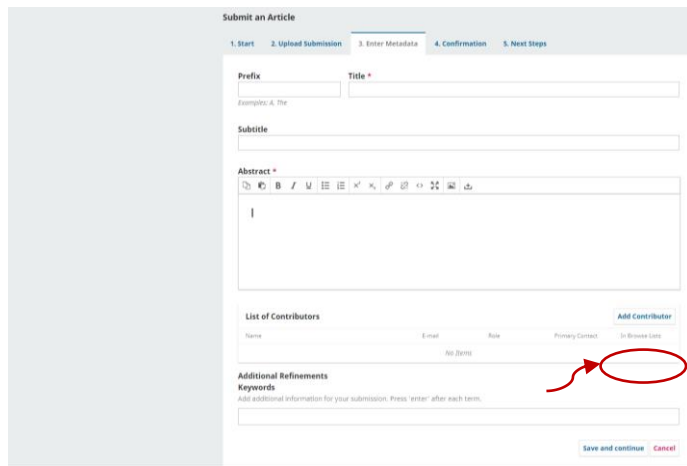 Submit an Article
1. Start 2. Upload Submission 3. Enter Metadata 4. Confirmation 5. Next Steps
Prefix Title *
Examples: A, The
Subtitle
Abstract *
B I U
List of Contributors Add Contributor
Name E-mail Role Primary Contact In Browse Lists
No Items
Additional Refinements
Keywords
Add additional information for your submission. Press 'enter' after each term.
Save and continue Cancel